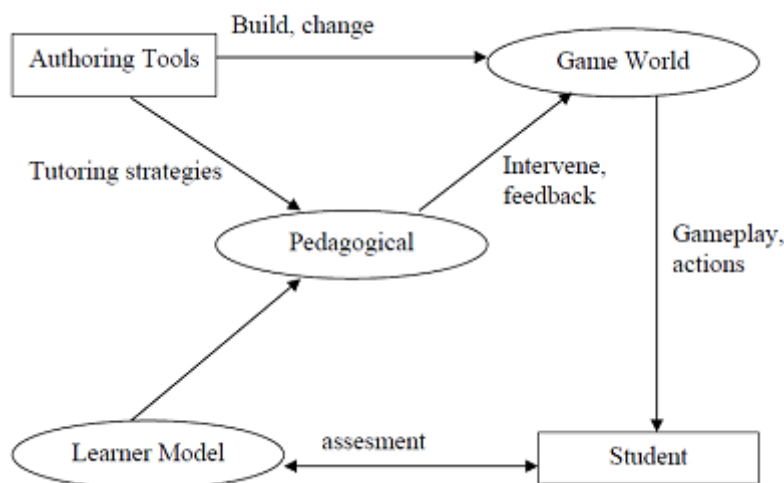 Build, change
Authoring Tools
Game World
Tutoring strategies
Intervene,
feedback
Pedagogical
Gameplay,
actions
Learner Model
assesment
Student